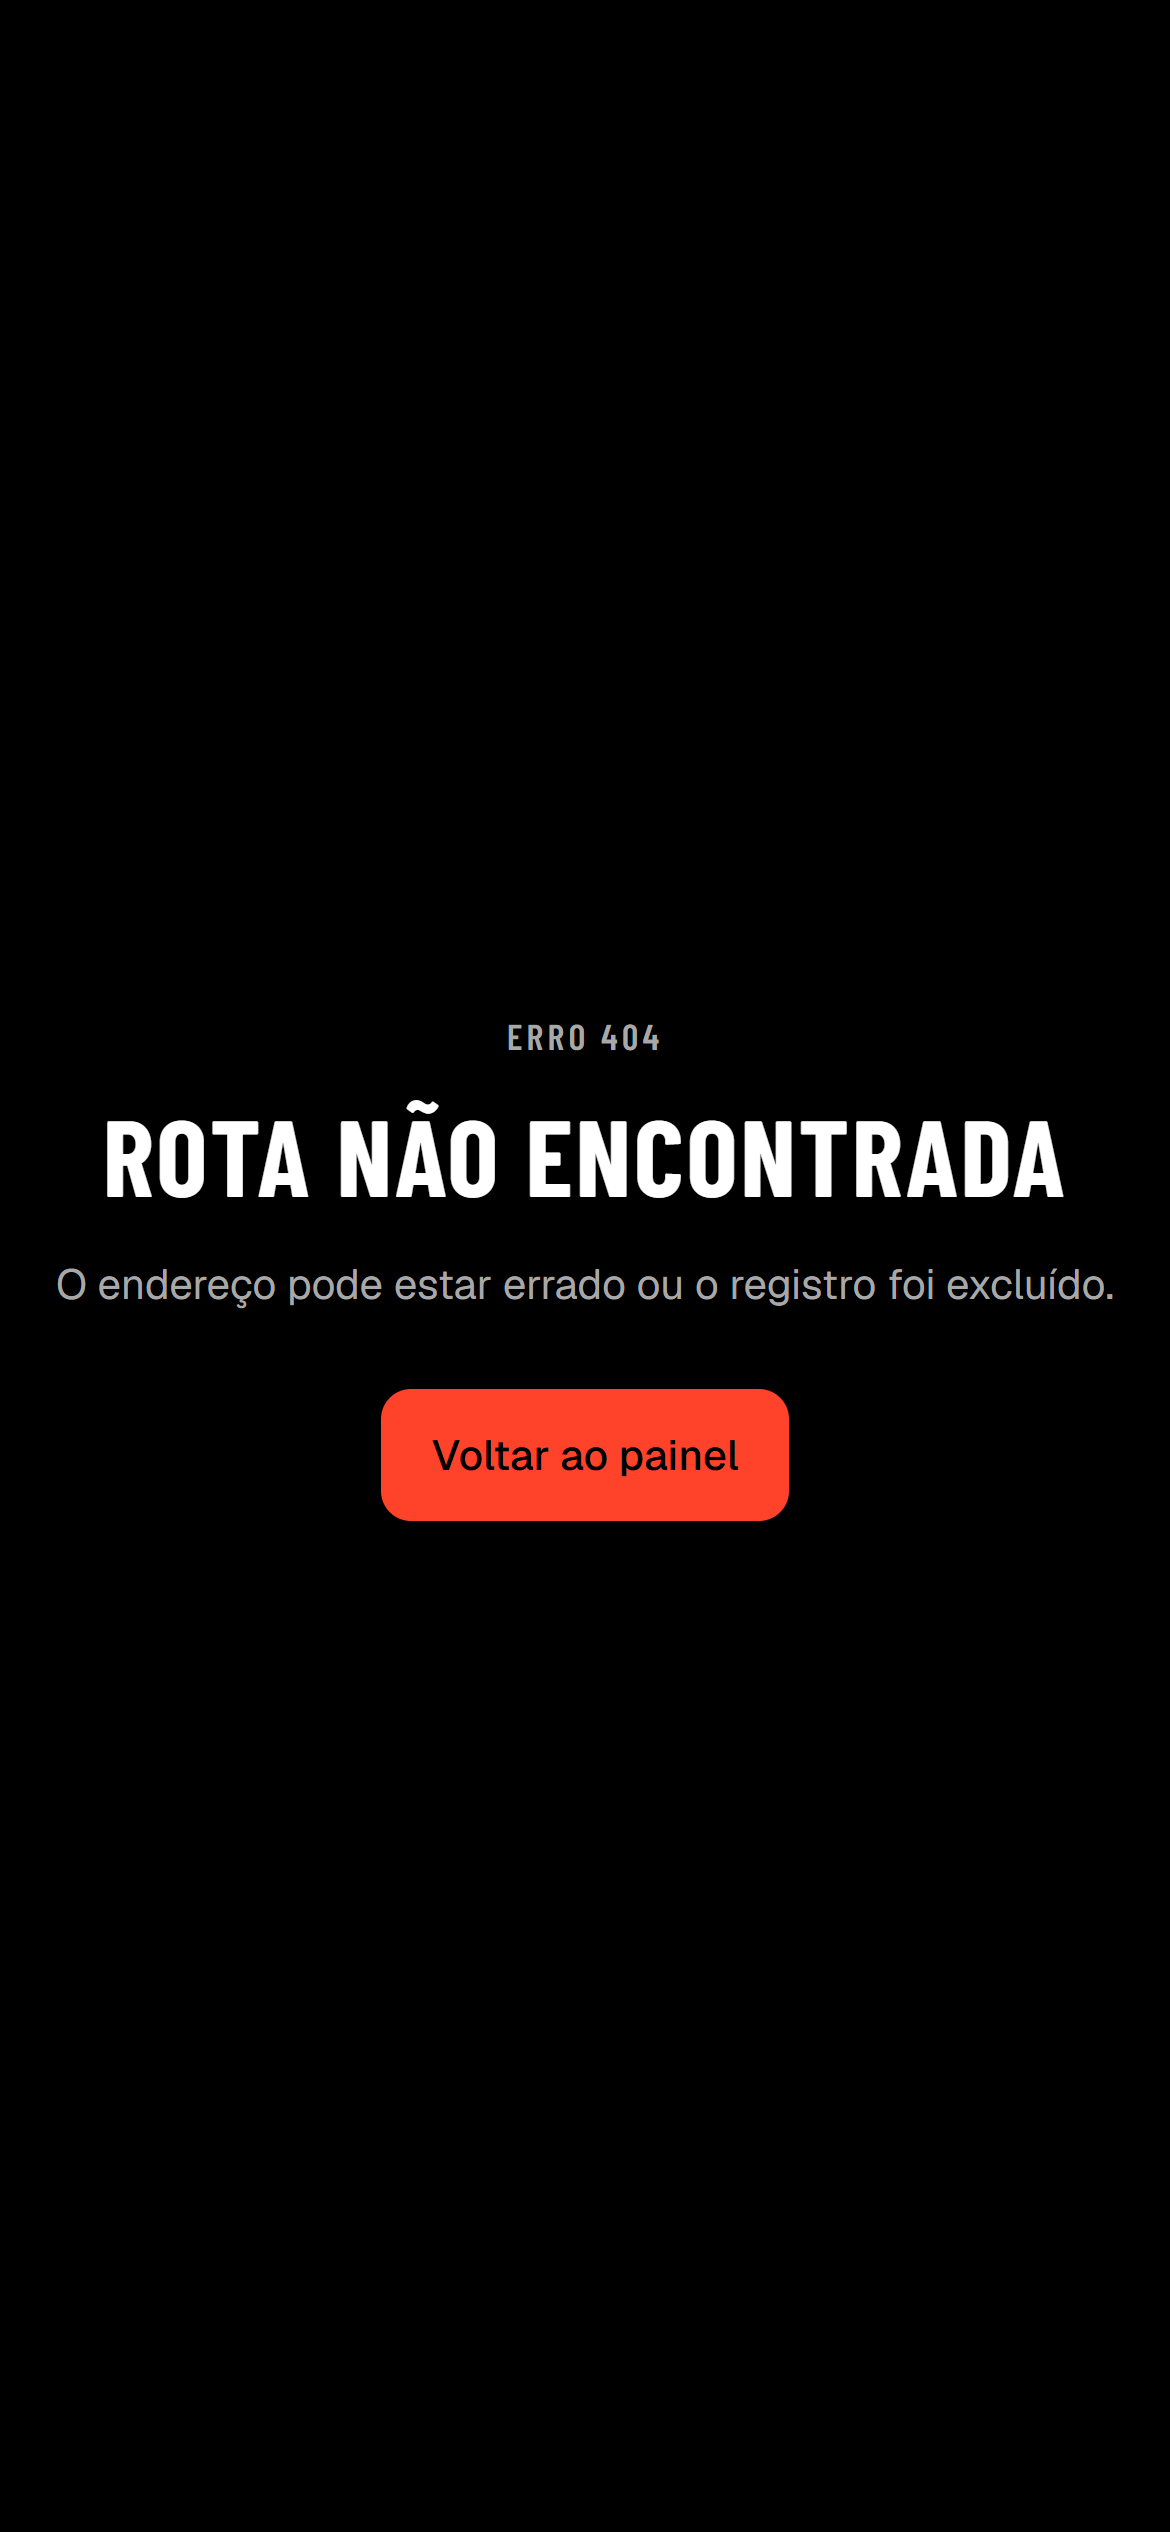 ERRO 404
ROTA NÃO ENCONTRADA
O endereço pode estar errado ou o registro foi excluído.
Voltar ao painel